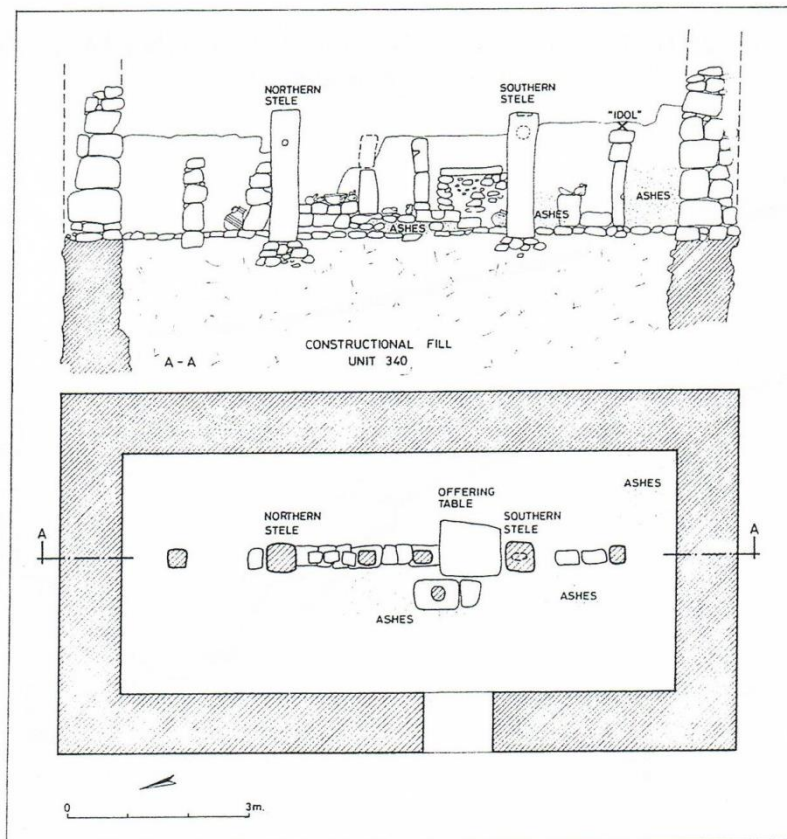 NORTHERN
STELE
SOUTHERN
STELE
"IDOL"
ASHES
ASHES
ASHES
CONSTRUCTIONAL FILL
UNIT 340
A - A
ASHES
OFFERING
TABLE
NORTHERN
STELE
SOUTHERN
STELE
A
A
ASHES
ASHES
0
3m.